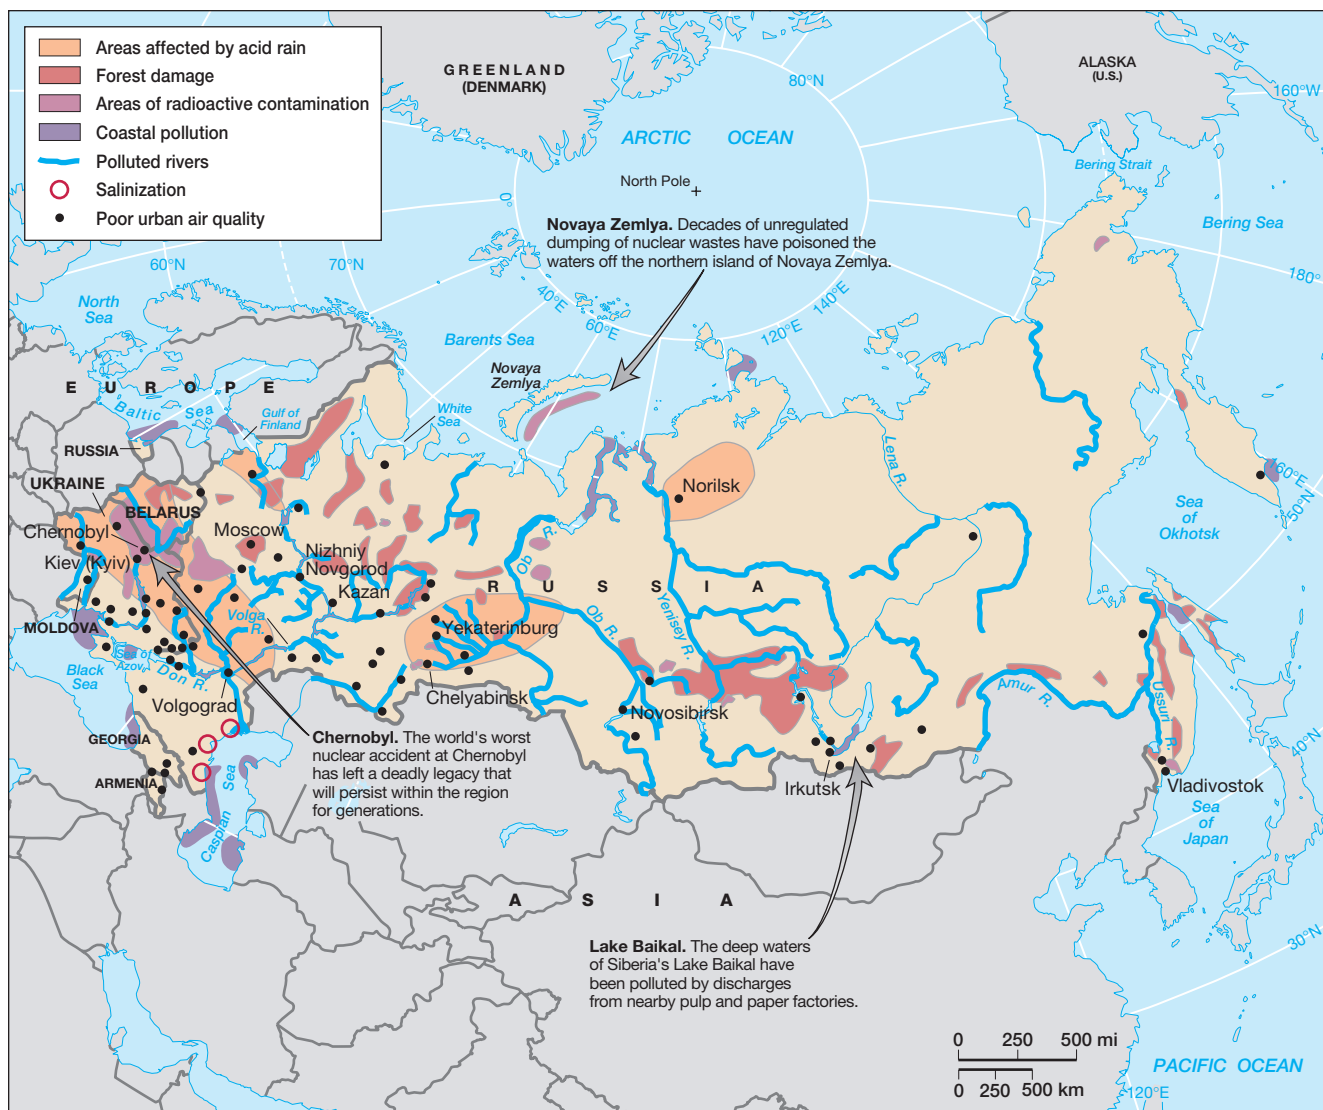 Areas affected by acid rain
Forest damage
Areas of radioactive contamination
Coastal pollution
Polluted rivers
Salinization
Poor urban air quality
GREENLAND
(DENMARK)
ALASKA
(U.S.)
80°N
160°W
ARCTIC OCEAN
Bering Strait
North Pole
Bering Sea
0°
Novaya Zemlya. Decades of unregulated
dumping of nuclear wastes have poisoned the
waters off the northern island of Novaya Zemlya.
60°N
70°N
180°
40°E
60°E
120°E
140°E
North
Sea
Barents Sea
Novaya
Zemlya
EUROPE
Baltic Sea
Gulf of
Finland
White
Sea
RUSSIA
Lena R.
160°E
50°N
UKRAINE
BELARUS
Norilsk
Sea
of
Okhotsk
Chernobyl
Moscow
Kiev (Kyiv)
Nizhniy
Novgorod
Ob R.
Kazan
RUSSIA
Volga
R.
Ob R.
Yenisey R.
MOLDOVA
Yekaterinburg
Sea of
Azov
Black
Sea
Don R.
Chelyabinsk
Amur R.
Ussuri R.
Volgograd
Novosibirsk
GEORGIA
40°N
Chernobyl. The world's worst
nuclear accident at Chernobyl
has left a deadly legacy that
will persist within the region
for generations.
ARMENIA
Caspian Sea
Irkutsk
Vladivostok
Sea
of
Japan
ASIA
30°N
Lake Baikal. The deep waters
of Siberia's Lake Baikal have
been polluted by discharges
from nearby pulp and paper factories.
0 250 500 mi
0 250 500 km
PACIFIC OCEAN
120°E